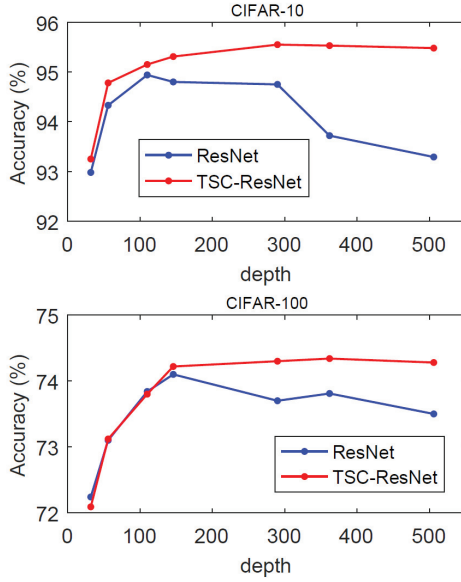 CIFAR-10
96
95
94
93
92
Accuracy (%)
ResNet
TSC-ResNet
0 100 200 300 400 500
depth
CIFAR-100
75
74
73
72
Accuracy (%)
ResNet
TSC-ResNet
0 100 200 300 400 500
depth